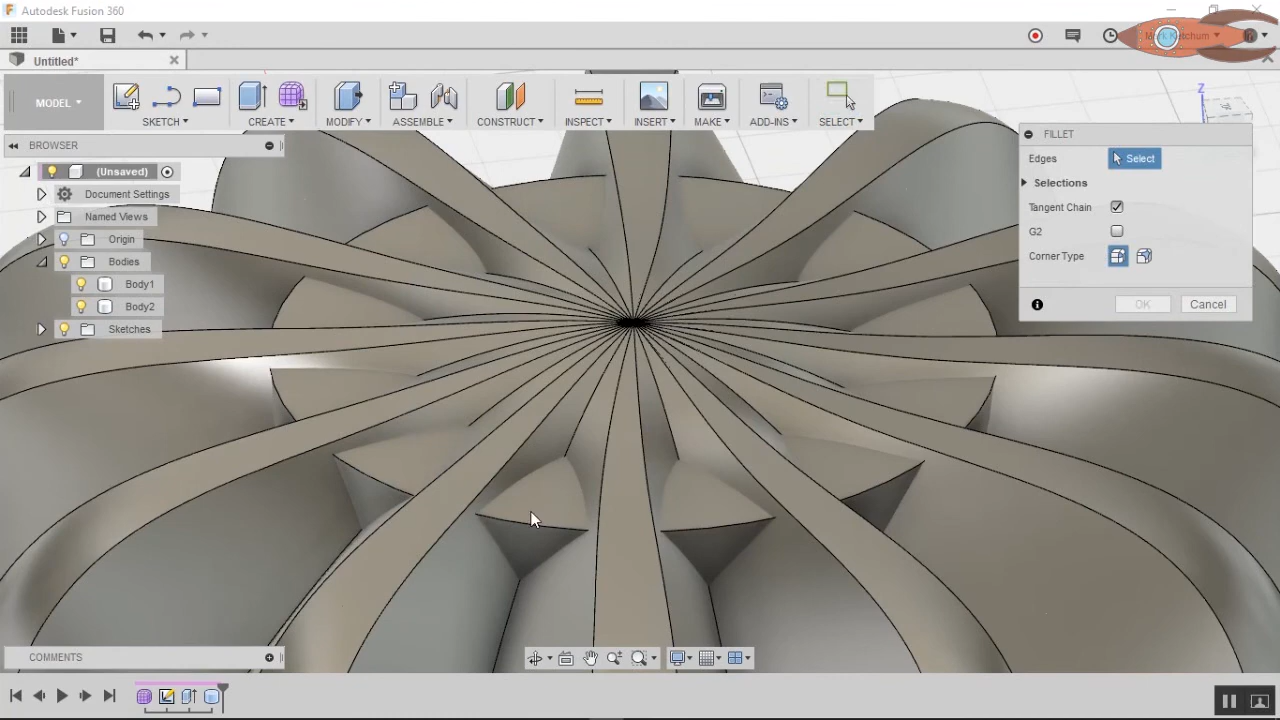 Autodesk Fusion 360
Mark Ketchum
Untitled*
MODEL
SKETCH
CREATE
MODIFY
ASSEMBLE
CONSTRUCT
INSPECT
INSERT
MAKE
ADD-INS
SELECT
Z
BROWSER
(Unsaved)
Document Settings
Named Views
Origin
Bodies
Body1
Body2
Sketches
FILLET
Edges
Select
Selections
Tangent Chain
G2
Corner Type
OK
Cancel
COMMENTS